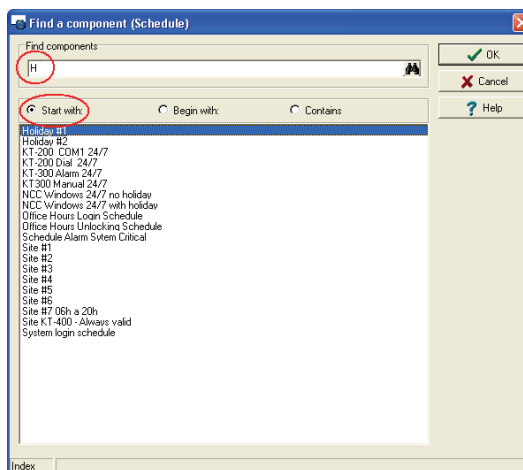 Find a component (Schedule)
Find components
H
OK
Cancel
Help
Start with:
Begin with:
Contains
Holiday #1
Holiday #2
KT-200 COM1 24/7
KT-200 Dial 24/7
KT-300 Alarm 24/7
KT300 Manual 24/7
NCC Windows 24/7 no holiday
NCC Windows 24/7 with holiday
Office Hours Login Schedule
Office Hours Unlocking Schedule
Schedule Alarm Sytem Critical
Site #1
Site #2
Site #3
Site #4
Site #5
Site #6
Site #7 06h a 20h
Site KT-400 - Always valid
System login schedule
Index